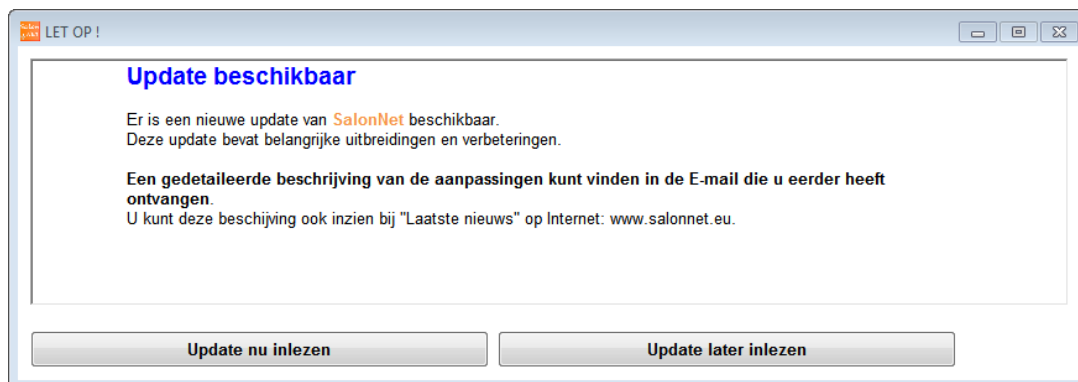 LET OP !
Update beschikbaar
Er is een nieuwe update van SalonNet beschikbaar.
Deze update bevat belangrijke uitbreidingen en verbeteringen.
Een gedetaileerde beschrijving van de aanpassingen kunt vinden in de E-mail die u eerder heeft
ontvangen.
U kunt deze beschijving ook inzien bij "Laatste nieuws" op Internet: www.salonnet.eu.
Update nu inlezen
Update later inlezen